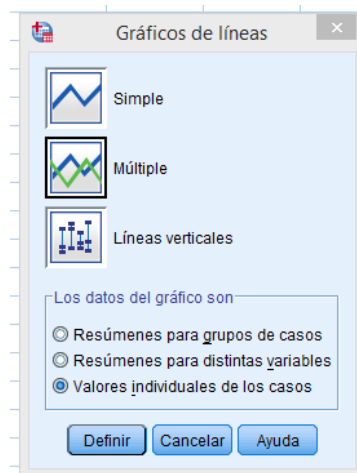 Gráficos de líneas
Simple
Múltiple
Líneas verticales
Los datos del gráfico son
Resúmenes para grupos de casos
Resúmenes para distintas variables
Valores individuales de los casos
Definir Cancelar Ayuda